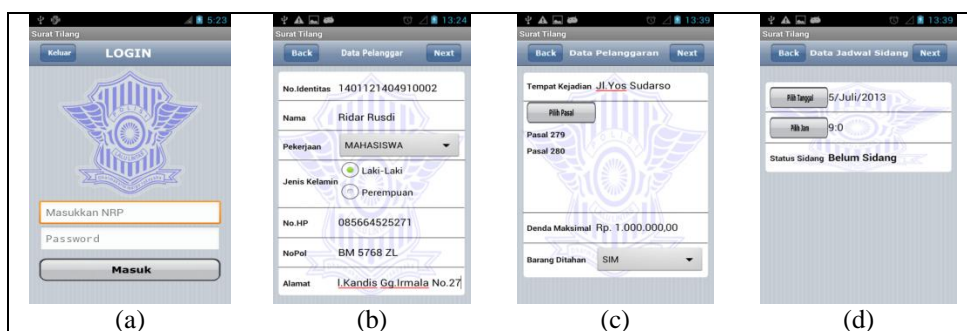 5:23
Surat Tilang
Keluar LOGIN
Masukkan NRP
Password
Masuk
(a)
13:24
Surat Tilang
Back Data Pelanggar Next
No.Identitas 1401121404910002
Nama Ridar Rusdi
Pekerjaan MAHASISWA
Jenis Kelamin
Laki-Laki
Perempuan
No.HP 085664525271
NoPol BM 5768 ZL
Alamat l.Kandis Gg.Irmala No.27
(b)
13:39
Surat Tilang
Back Data Pelanggaran Next
Tempat Kejadian Jl.Yos Sudarso
Pilih Pasal
Pasal 279
Pasal 280
Denda Maksimal Rp. 1.000.000,00
Barang Ditahan SIM
(c)
13:39
Surat Tilang
Back Data Jadwal Sidang Next
Pilih Tanggal 5/Juli/2013
Pilih Jam 9:0
Status Sidang Belum Sidang
(d)